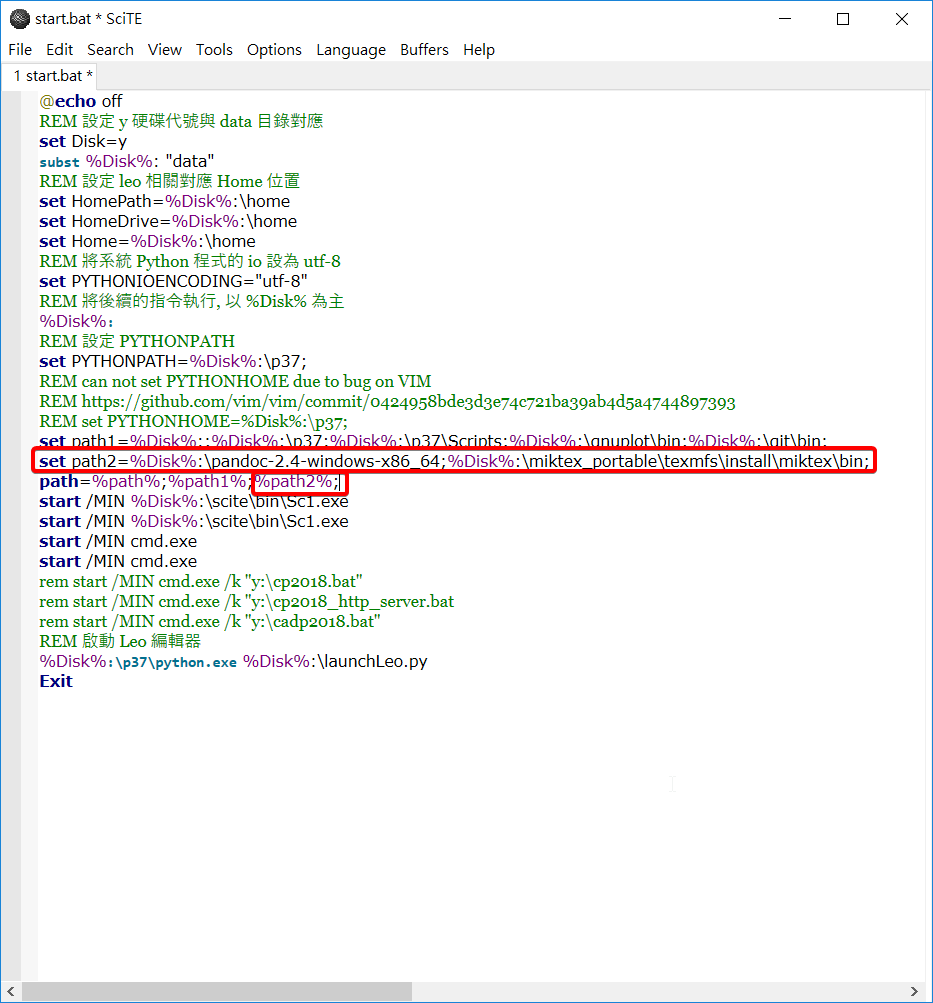 start.bat * SciTE
File Edit Search View Tools Options Language Buffers Help
1 start.bat *
@echo off
REM 設定 y 硬碟代號與 data 目錄對應
set Disk=y
subst %Disk%: "data"
REM 設定 leo 相關對應 Home 位置
set HomePath=%Disk%:\home
set HomeDrive=%Disk%:\home
set Home=%Disk%:\home
REM 將系統 Python 程式的 io 設為 utf-8
set PYTHONIOENCODING="utf-8"
REM 將後續的指令執行, 以 %Disk% 為主
%Disk%:
REM 設定 PYTHONPATH
set PYTHONPATH=%Disk%:\p37;
REM can not set PYTHONHOME due to bug on VIM
REM https://github.com/vim/vim/commit/0424958bde3d3e74c721ba39ab4d5a4744897393
REM set PYTHONHOME=%Disk%:\p37;
set path1=%Disk%:;%Disk%:\p37;%Disk%:\p37\Scripts;%Disk%:\gnuplot\bin;%Disk%:\git\bin;
set path2=%Disk%:\pandoc-2.4-windows-x86_64;%Disk%:\miktex_portable\texmfs\install\miktex\bin;
path=%path%;%path1%;%path2%;
start /MIN %Disk%:\scite\bin\Sc1.exe
start /MIN %Disk%:\scite\bin\Sc1.exe
start /MIN cmd.exe
start /MIN cmd.exe
rem start /MIN cmd.exe /k "y:\cp2018.bat"
rem start /MIN cmd.exe /k "y:\cp2018_http_server.bat
rem start /MIN cmd.exe /k "y:\cadp2018.bat"
REM 啟動 Leo 編輯器
%Disk%:\p37\python.exe %Disk%:\launchLeo.py
Exit